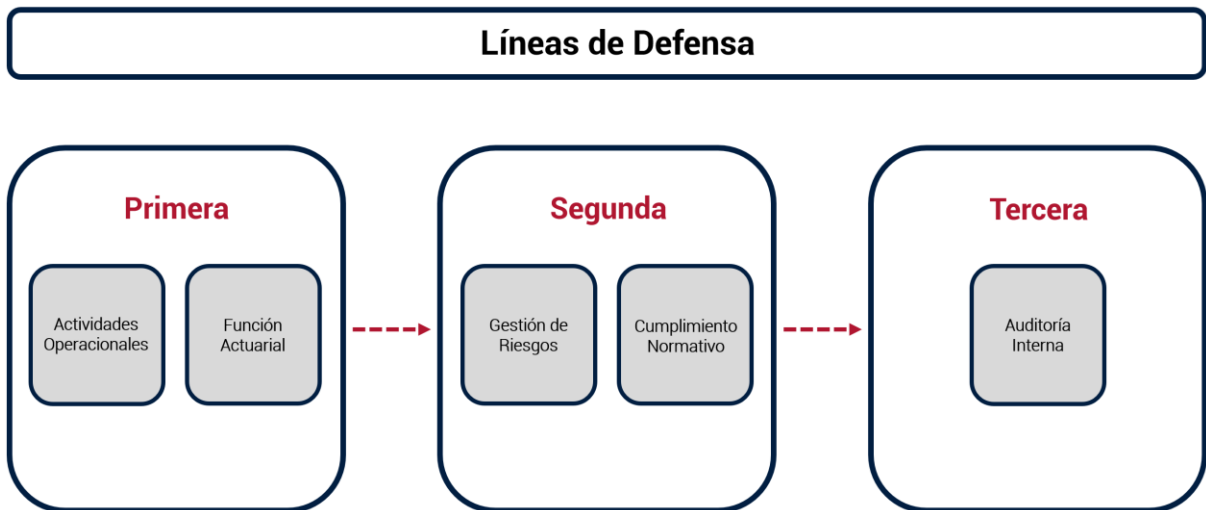 Líneas de Defensa
Primera
Actividades
Operacionales
Función
Actuarial
Segunda
Gestión de
Riesgos
Cumplimiento
Normativo
Tercera
Auditoría
Interna